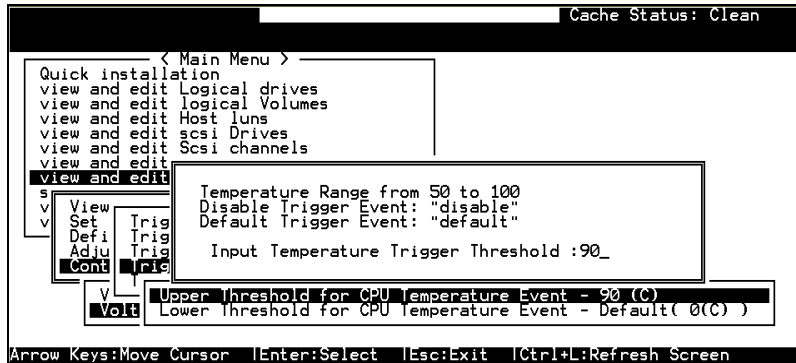 Cache Status: Clean
< Main Menu >
Quick installation
view and edit Logical drives
view and edit logical Volumes
view and edit Host luns
view and edit scsi Drives
view and edit Scsi channels
view and edit
view and edit
s
v
v
View
Set
Defi
Adju
Cont
Trig
Trig
Trig
Trig
T
Temperature Range from 50 to 100
Disable Trigger Event: "disable"
Default Trigger Event: "default"
Input Temperature Trigger Threshold :90_
V
Volt
Upper Threshold for CPU Temperature Event - 90 (C)
Lower Threshold for CPU Temperature Event - Default( 0(C) )
Arrow Keys:Move Cursor |Enter:Select |Esc:Exit |Ctrl+L:Refresh Screen